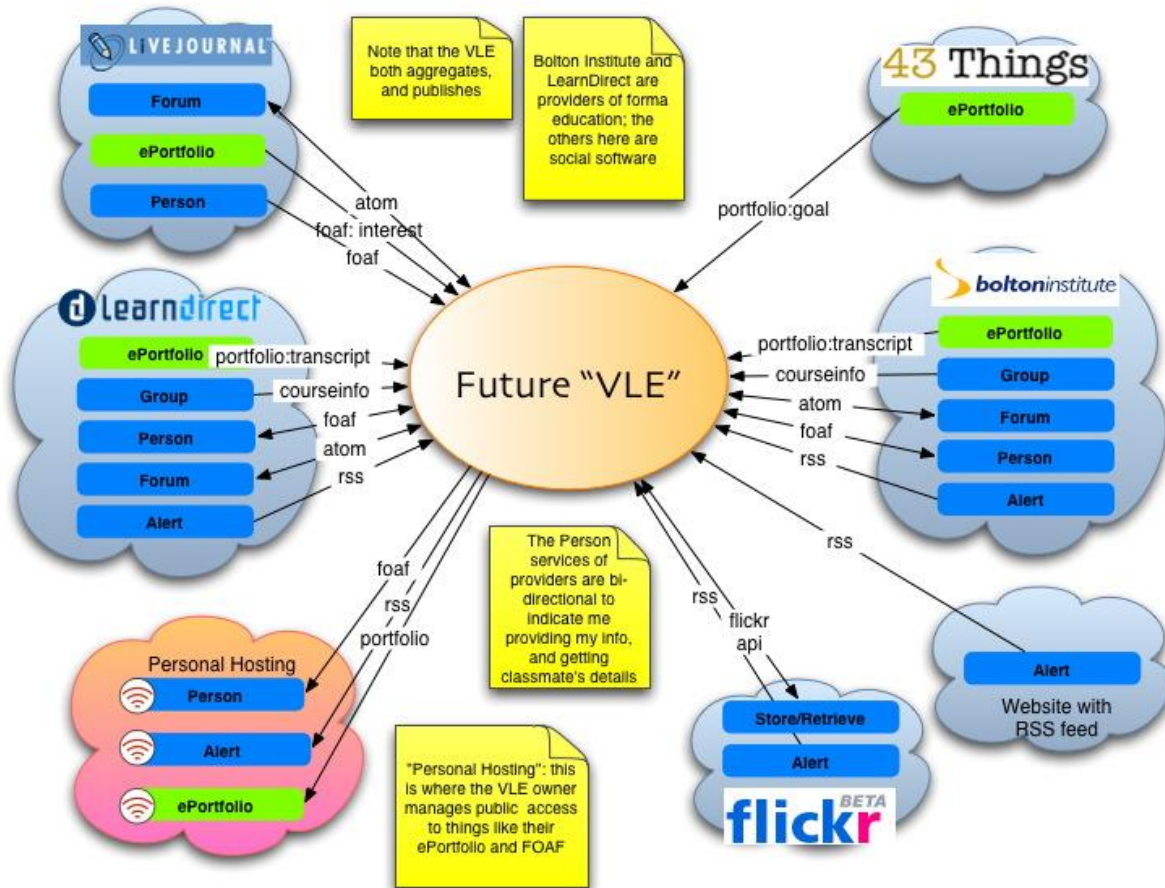 LiVEJOURNAL
Forum
ePortfolio
Person
atom
foaf: interest
foaf
Note that the VLE
both aggregates,
and publishes
Bolton Institute and
LearnDirect are
providers of forma
education; the
others here are
social software
43 Things
ePortfolio
portfolio:goal
learndirect
ePortfolio
Group
Person
Forum
Alert
portfolio:transcript
courseinfo
foaf
atom
rss
Future “VLE”
boltoninstitute
ePortfolio
Group
Forum
Person
Alert
portfolio:transcript
courseinfo
atom
foaf
rss
foaf
rss
portfolio
Personal Hosting
Person
Alert
ePortfolio
The Person
services of
providers are bi-
directional to
indicate me
providing my info,
and getting
classmate's details
"Personal Hosting": this
is where the VLE owner
manages public access
to things like their
ePortfolio and FOAF
rss
flickr
api
Store/Retrieve
Alert
flickr
BETA
rss
Alert
Website with
RSS feed